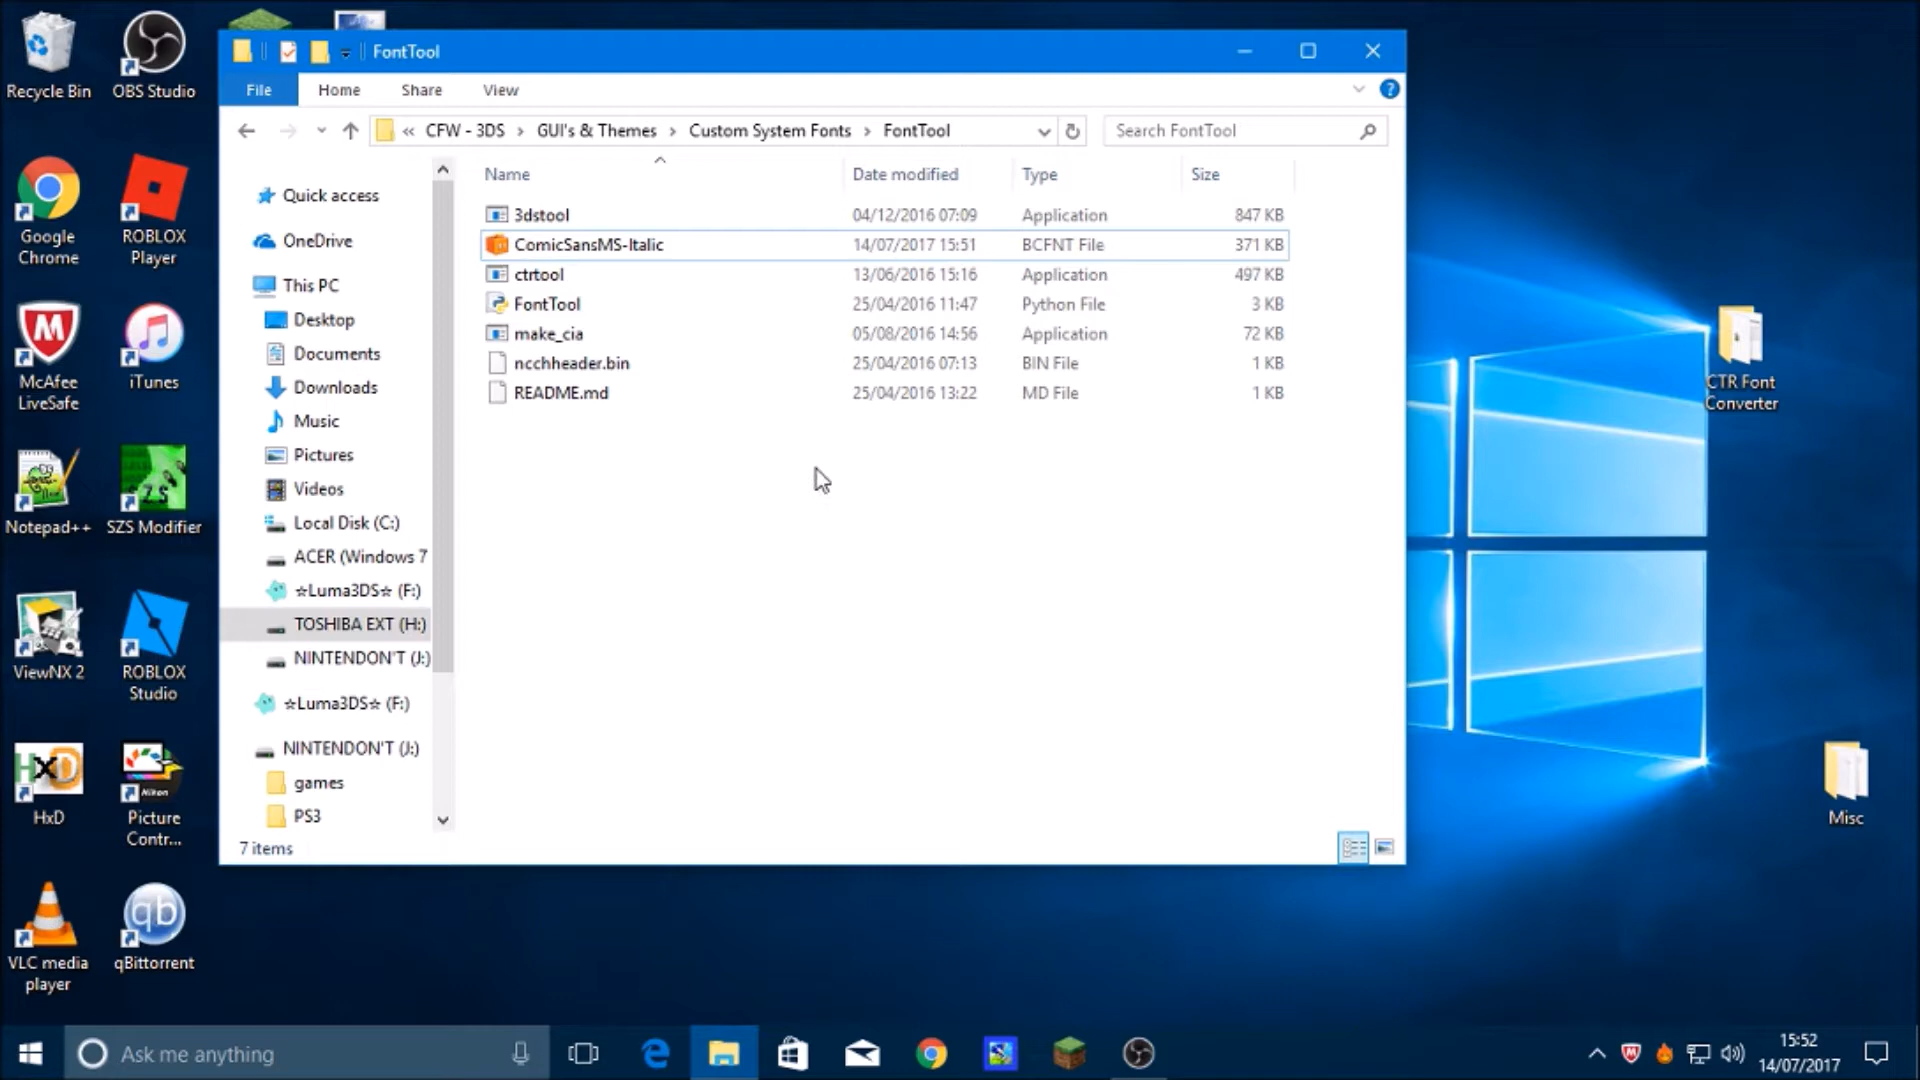 Recycle Bin
OBS Studio
Google Chrome
ROBLOX Player
McAfee LiveSafe
iTunes
Notepad++
SZS Modifier
ViewNX 2
ROBLOX Studio
HxD
Nikon
Picture Contr...
VLC media player
qBittorrent
FontTool
File Home Share View
« CFW - 3DS › GUI's & Themes › Custom System Fonts › FontTool
Search FontTool
Name Date modified Type Size
3dstool 04/12/2016 07:09 Application 847 KB
ComicSansMS-Italic 14/07/2017 15:51 BCFNT File 371 KB
ctrtool 13/06/2016 15:16 Application 497 KB
FontTool 25/04/2016 11:47 Python File 3 KB
make_cia 05/08/2016 14:56 Application 72 KB
ncchheader.bin 25/04/2016 07:13 BIN File 1 KB
README.md 25/04/2016 13:22 MD File 1 KB
Quick access
OneDrive
This PC
Desktop
Documents
Downloads
Music
Pictures
Videos
Local Disk (C:)
ACER (Windows 7
☆Luma3DS☆ (F:)
TOSHIBA EXT (H:)
NINTENDON'T (J:)
☆Luma3DS☆ (F:)
NINTENDON'T (J:)
games
PS3
7 items
CTR Font Converter
Misc
Ask me anything
15:52
14/07/2017